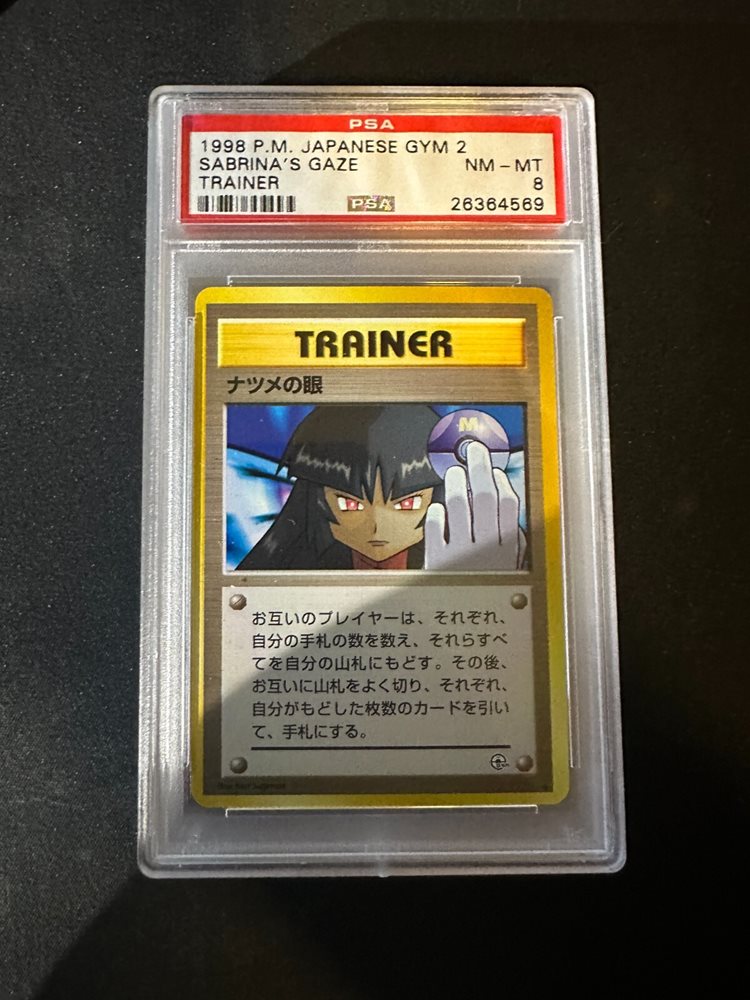 PSA
1998 P.M. JAPANESE GYM 2
SABRINA'S GAZE NM - MT
TRAINER 8
PSA 26364569
TRAINER
ナツメの眼
M
お互いのプレイヤーは、それぞれ、
自分の手札の数を数え、それらすべ
てを自分の山札にもどす。その後、
お互いに山札をよく切り、それぞれ、
自分がもどした枚数のカードを引い
て、手札にする。